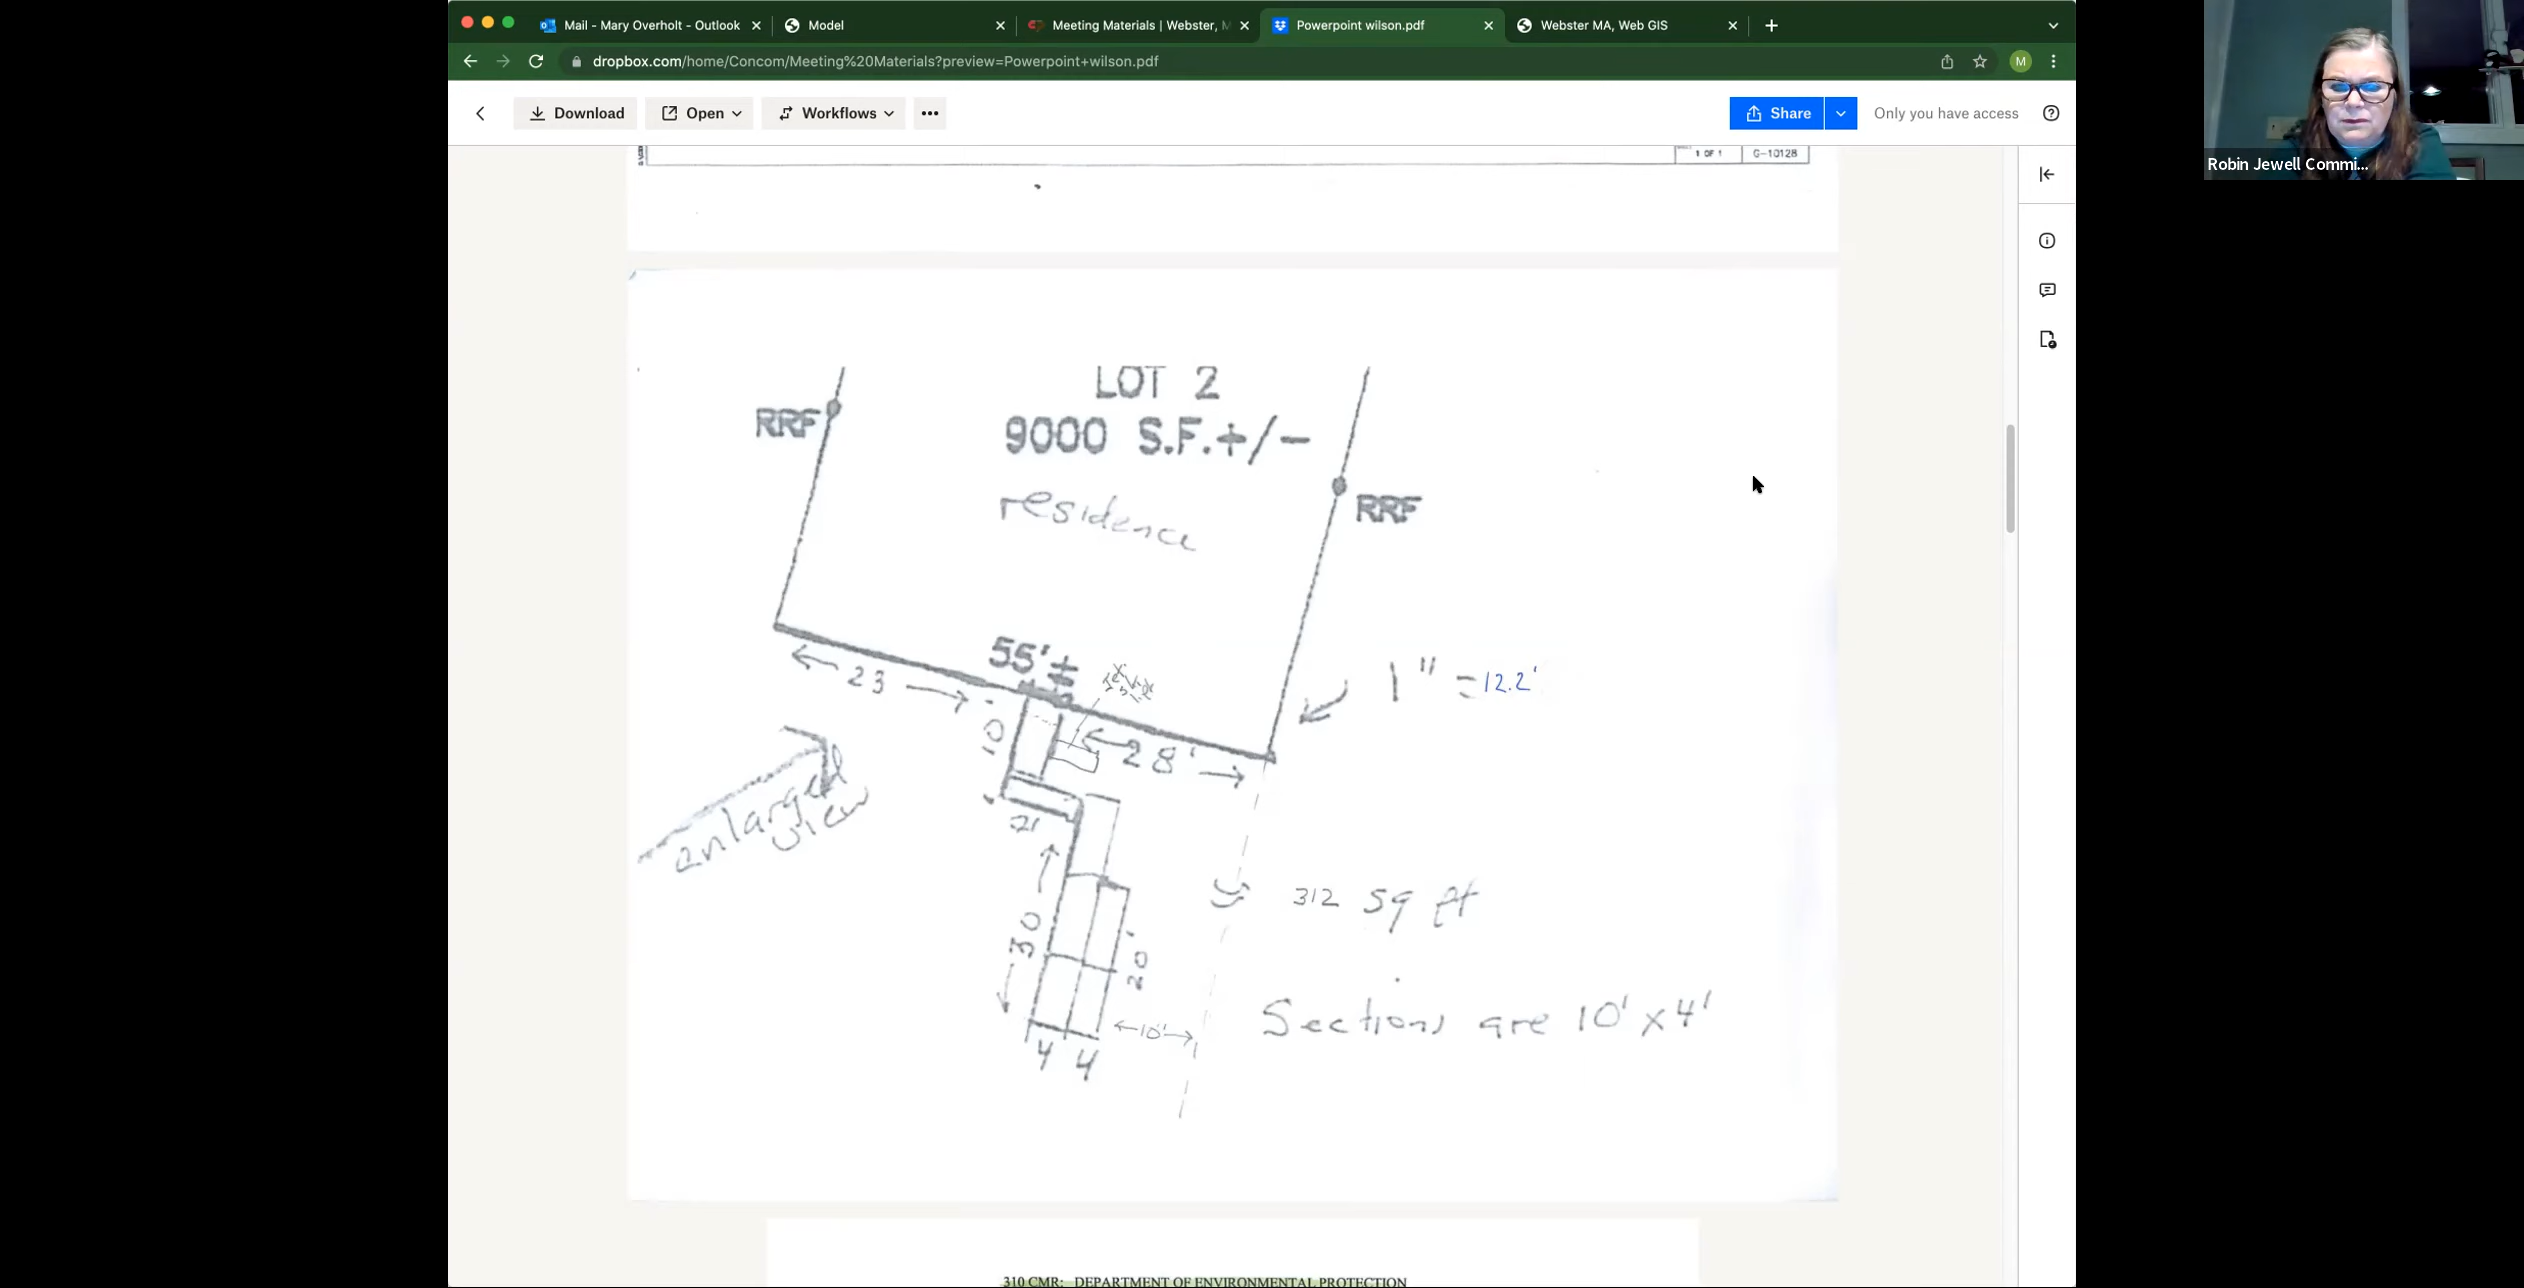 Mail - Mary Overholt - Outlook
Model
Meeting Materials | Webster, M
Powerpoint wilson.pdf
Webster MA, Web GIS
dropbox.com/home/Concom/Meeting%20Materials?preview=Powerpoint+wilson.pdf
M
Download
Open
Workflows
Share
Only you have access
Robin Jewell Commi...
1 OF 1
G-10128
LOT 2
9000 S.F.+/-
RRF
residence
RRF
55'±
23
1" = 12.2'
10'
28'
enlarged
view
30
312 sq ft
20'
Sections are 10' x 4'
10'
4 4
310 CMR: DEPARTMENT OF ENVIRONMENTAL PROTECTION